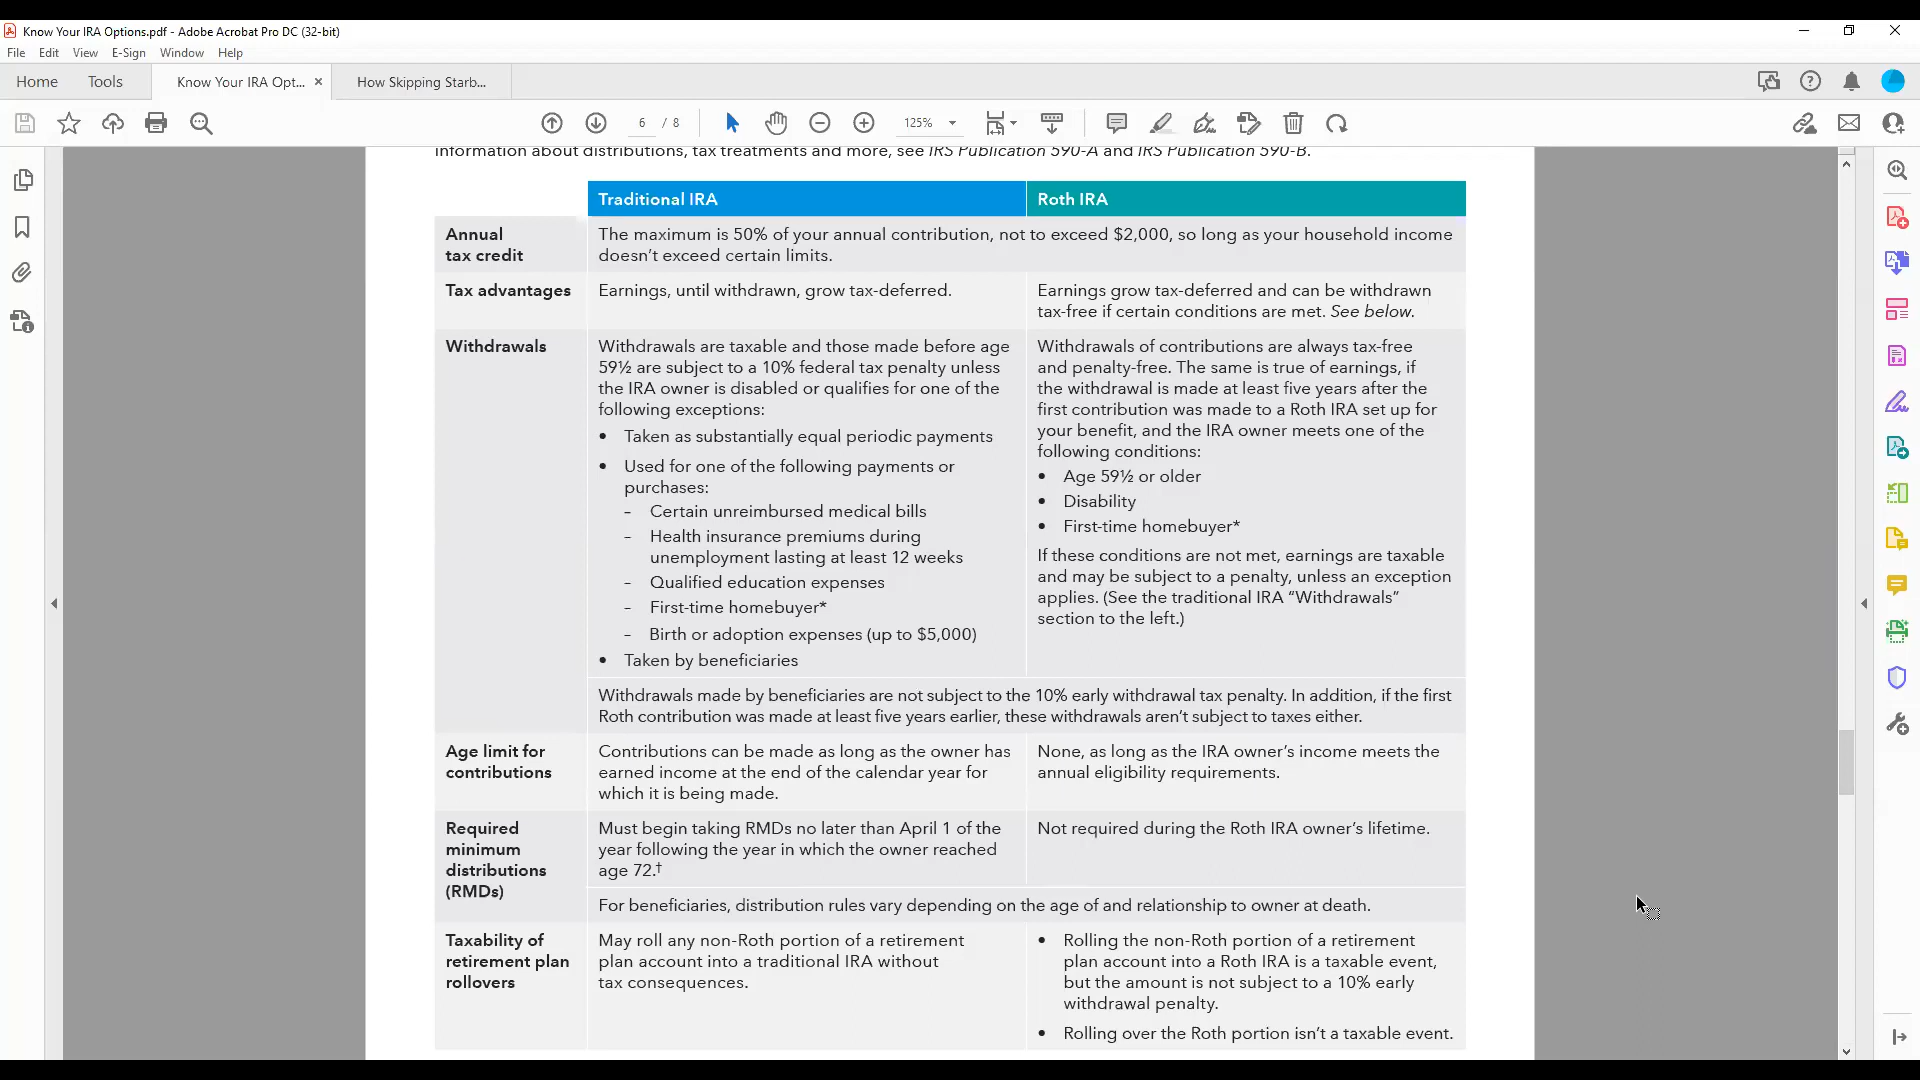 Know Your IRA Options.pdf - Adobe Acrobat Pro DC (32-bit)
File Edit View E-Sign Window Help
Home Tools Know Your IRA Opt... × How Skipping Starb...
6 / 8 125%
information about distributions, tax treatments and more, see IRS Publication 590-A and IRS Publication 590-B.
Traditional IRA
Roth IRA
Annual
tax credit
The maximum is 50% of your annual contribution, not to exceed $2,000, so long as your household income
doesn't exceed certain limits.
Tax advantages
Earnings, until withdrawn, grow tax-deferred.
Earnings grow tax-deferred and can be withdrawn
tax-free if certain conditions are met. See below.
Withdrawals
Withdrawals are taxable and those made before age
59½ are subject to a 10% federal tax penalty unless
the IRA owner is disabled or qualifies for one of the
following exceptions:
• Taken as substantially equal periodic payments
• Used for one of the following payments or
purchases:
– Certain unreimbursed medical bills
– Health insurance premiums during
unemployment lasting at least 12 weeks
– Qualified education expenses
– First-time homebuyer*
– Birth or adoption expenses (up to $5,000)
• Taken by beneficiaries
Withdrawals of contributions are always tax-free
and penalty-free. The same is true of earnings, if
the withdrawal is made at least five years after the
first contribution was made to a Roth IRA set up for
your benefit, and the IRA owner meets one of the
following conditions:
• Age 59½ or older
• Disability
• First-time homebuyer*
If these conditions are not met, earnings are taxable
and may be subject to a penalty, unless an exception
applies. (See the traditional IRA “Withdrawals”
section to the left.)
Withdrawals made by beneficiaries are not subject to the 10% early withdrawal tax penalty. In addition, if the first
Roth contribution was made at least five years earlier, these withdrawals aren't subject to taxes either.
Age limit for
contributions
Contributions can be made as long as the owner has
earned income at the end of the calendar year for
which it is being made.
None, as long as the IRA owner's income meets the
annual eligibility requirements.
Required
minimum
distributions
(RMDs)
Must begin taking RMDs no later than April 1 of the
year following the year in which the owner reached
age 72.†
Not required during the Roth IRA owner's lifetime.
For beneficiaries, distribution rules vary depending on the age of and relationship to owner at death.
Taxability of
retirement plan
rollovers
May roll any non-Roth portion of a retirement
plan account into a traditional IRA without
tax consequences.
• Rolling the non-Roth portion of a retirement
plan account into a Roth IRA is a taxable event,
but the amount is not subject to a 10% early
withdrawal penalty.
• Rolling over the Roth portion isn't a taxable event.